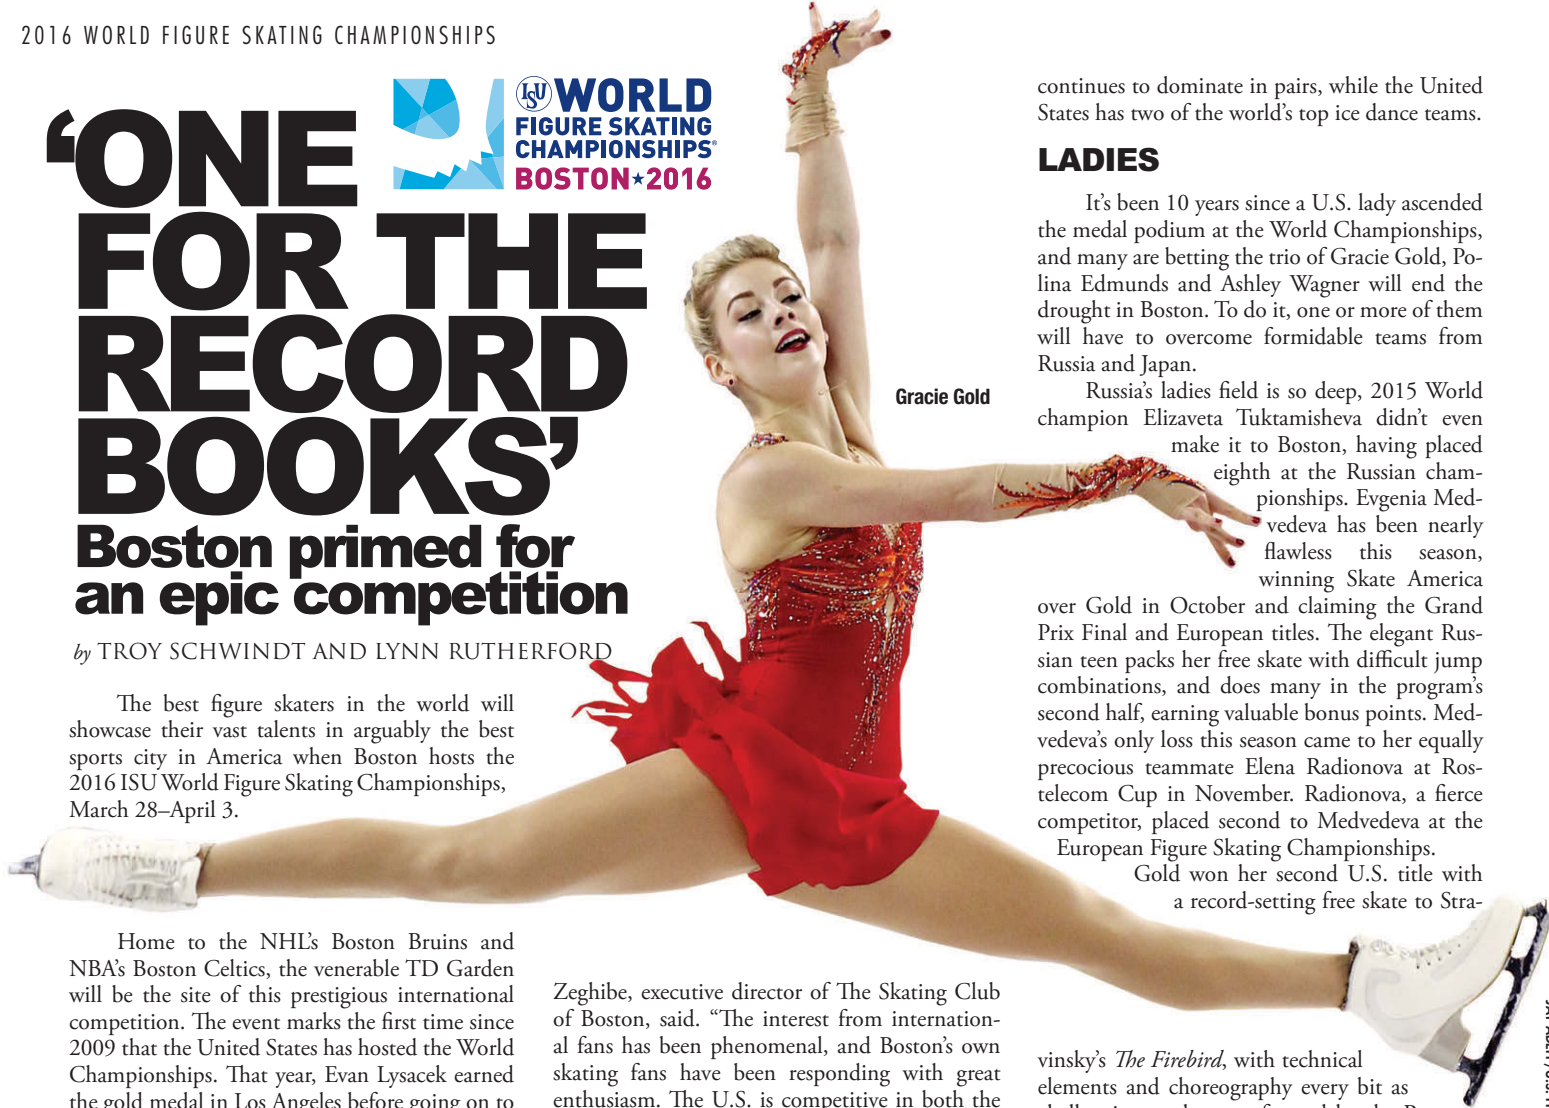 2016 WORLD FIGURE SKATING CHAMPIONSHIPS
ISU WORLD
FIGURE SKATING
CHAMPIONSHIPS®
BOSTON★2016
‘ONE
FOR THE
RECORD
BOOKS’
Boston primed for
an epic competition
by TROY SCHWINDT AND LYNN RUTHERFORD
The best figure skaters in the world will
showcase their vast talents in arguably the best
sports city in America when Boston hosts the
2016 ISU World Figure Skating Championships,
March 28–April 3.
Home to the NHL’s Boston Bruins and
NBA’s Boston Celtics, the venerable TD Garden
will be the site of this prestigious international
competition. The event marks the first time since
2009 that the United States has hosted the World
Championships. That year, Evan Lysacek earned
the gold medal in Los Angeles before going on to
Zeghibe, executive director of The Skating Club
of Boston, said. “The interest from internation-
al fans has been phenomenal, and Boston’s own
skating fans have been responding with great
enthusiasm. The U.S. is competitive in both the
Gracie Gold
continues to dominate in pairs, while the United
States has two of the world’s top ice dance teams.
LADIES
It’s been 10 years since a U.S. lady ascended
the medal podium at the World Championships,
and many are betting the trio of Gracie Gold, Po-
lina Edmunds and Ashley Wagner will end the
drought in Boston. To do it, one or more of them
will have to overcome formidable teams from
Russia and Japan.
Russia’s ladies field is so deep, 2015 World
champion Elizaveta Tuktamisheva didn’t even
make it to Boston, having placed
eighth at the Russian cham-
pionships. Evgenia Med-
vedeva has been nearly
flawless this season,
winning Skate America
over Gold in October and claiming the Grand
Prix Final and European titles. The elegant Rus-
sian teen packs her free skate with difficult jump
combinations, and does many in the program’s
second half, earning valuable bonus points. Med-
vedeva’s only loss this season came to her equally
precocious teammate Elena Radionova at Ros-
telecom Cup in November. Radionova, a fierce
competitor, placed second to Medvedeva at the
European Figure Skating Championships.
Gold won her second U.S. title with
a record-setting free skate to Stra-
vinsky’s The Firebird, with technical
elements and choreography every bit as